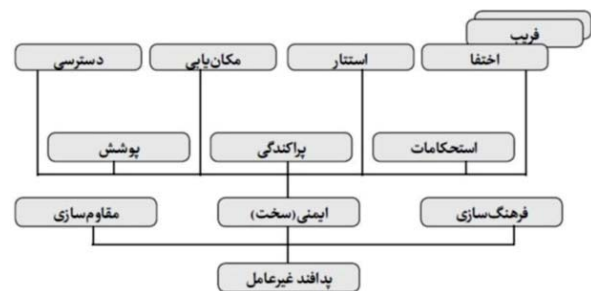 فریب
اختفا
استتار
مکان‌یابی
دسترسی
استحکامات
پراکندگی
پوشش
فرهنگ‌سازی
ایمنی(سخت)
مقاوم‌سازی
پدافند غیرعامل